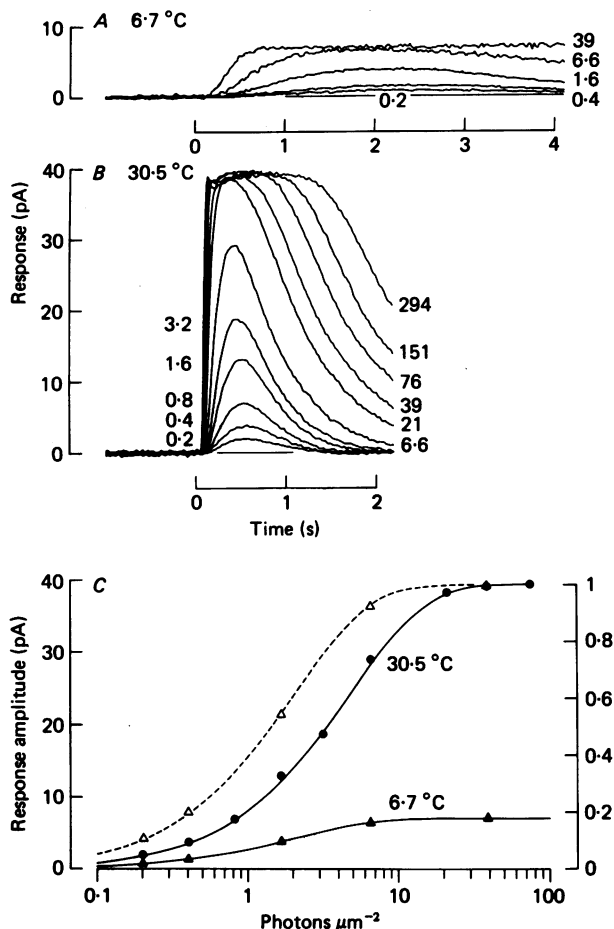 A 6·7 °C
10
5
0
39
6·6
1·6
0·4
0·2
0 1 2 3 4
B 30·5 °C
40
30
20
10
0
Response (pA)
3·2
1·6
0·8
0·4
0·2
294
151
76
39
21
6·6
0 1 2
Time (s)
C
40
30
20
10
0
Response amplitude (pA)
30·5 °C
6·7 °C
1
0·8
0·6
0·4
0·2
0
0·1 1 10 100
Photons μm⁻²